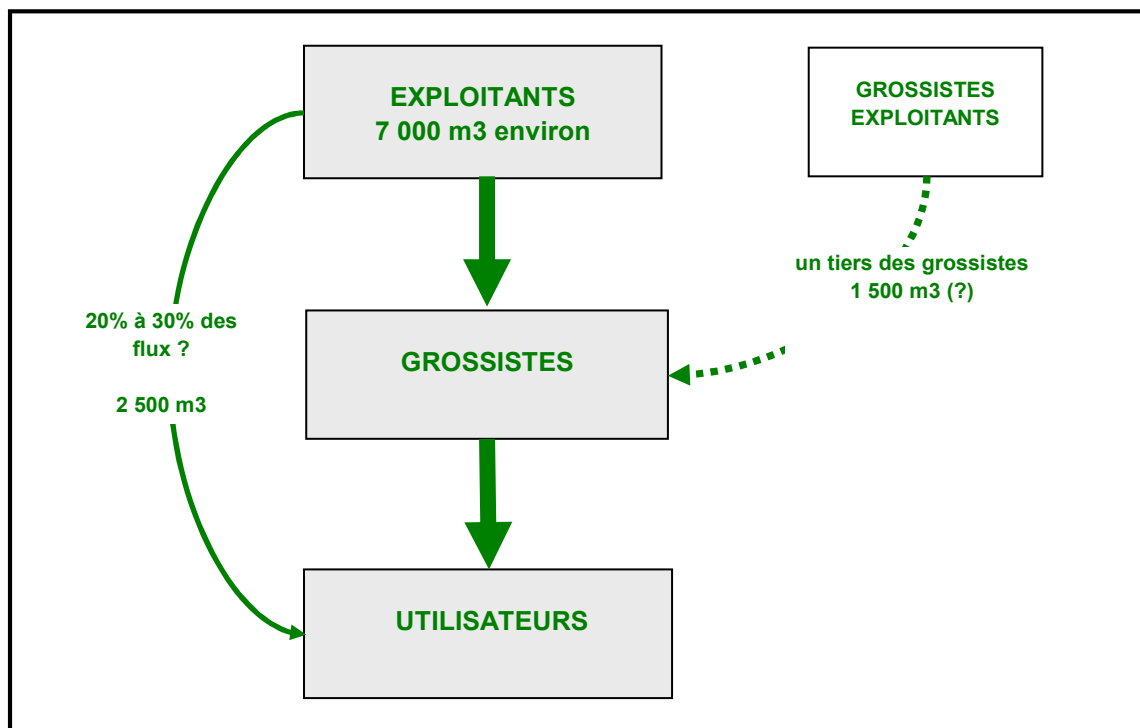 EXPLOITANTS
7 000 m3 environ
GROSSISTES
EXPLOITANTS
un tiers des grossistes
1 500 m3 (?)
20% à 30% des
flux ?
2 500 m3
GROSSISTES
UTILISATEURS